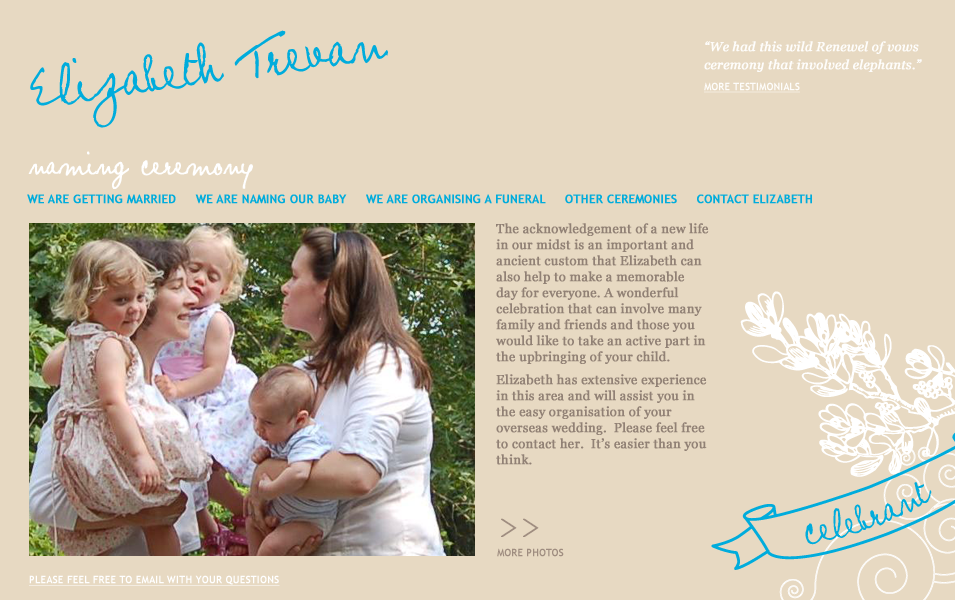 Elizabeth Trevan
“We had this wild Renewel of vows
ceremony that involved elephants.”
MORE TESTIMONIALS
naming ceremony
WE ARE GETTING MARRIED WE ARE NAMING OUR BABY WE ARE ORGANISING A FUNERAL OTHER CEREMONIES CONTACT ELIZABETH
The acknowledgement of a new life
in our midst is an important and
ancient custom that Elizabeth can
also help to make a memorable
day for everyone. A wonderful
celebration that can involve many
family and friends and those you
would like to take an active part in
the upbringing of your child.
Elizabeth has extensive experience
in this area and will assist you in
the easy organisation of your
overseas wedding. Please feel free
to contact her. It’s easier than you
think.
>>
MORE PHOTOS
celebrant
PLEASE FEEL FREE TO EMAIL WITH YOUR QUESTIONS